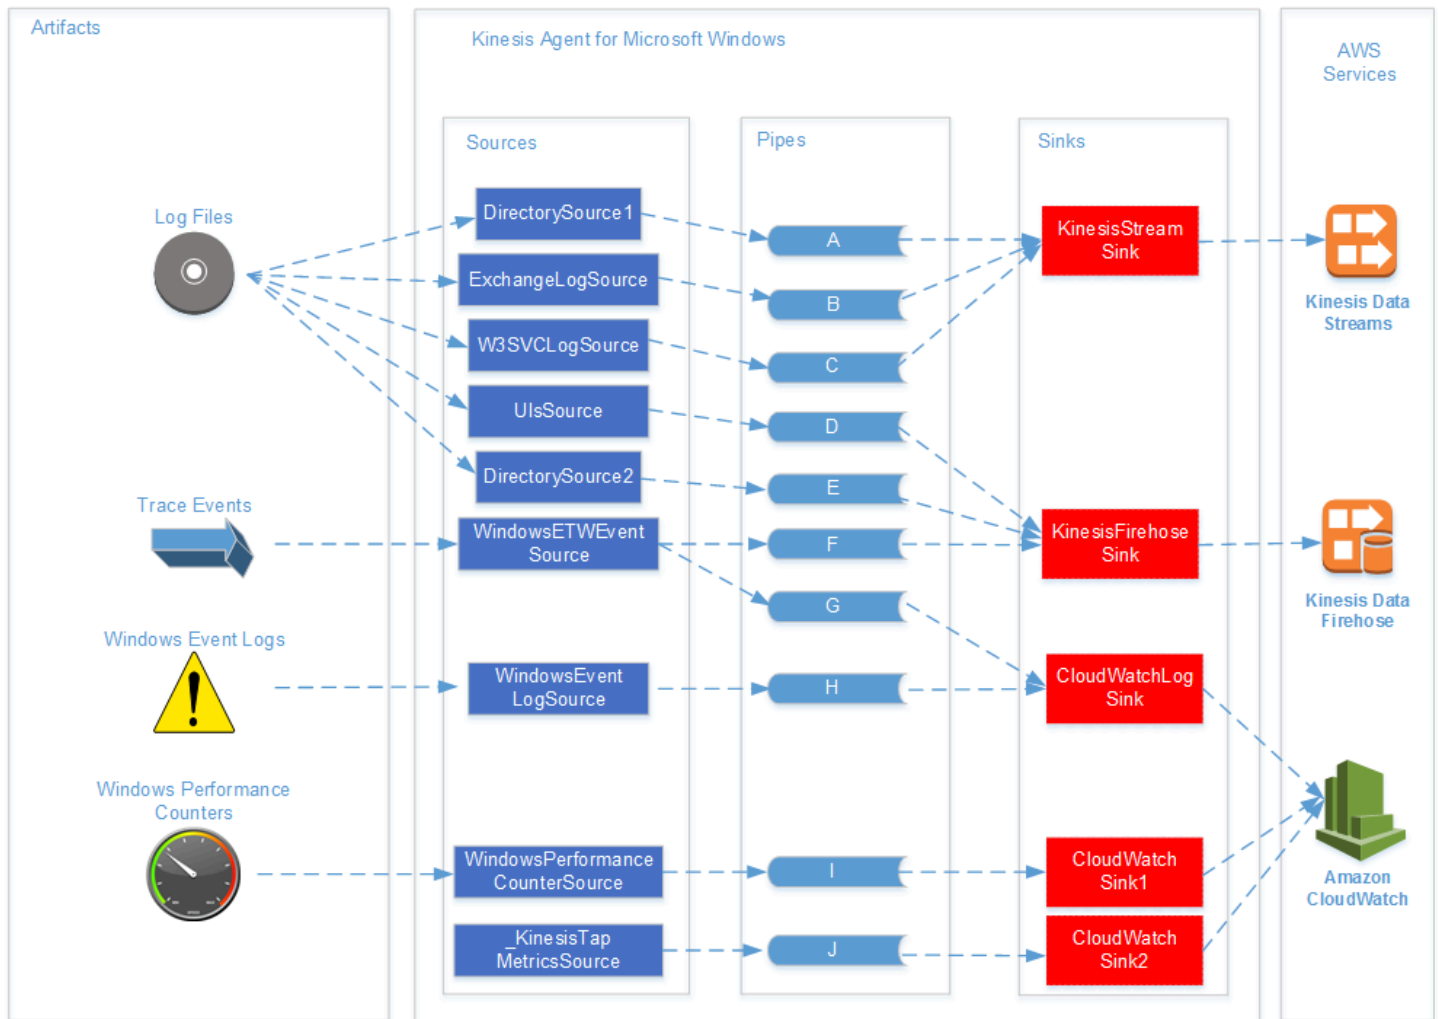 Artifacts
Kinesis Agent for Microsoft Windows
AWS
Services
Sources
Pipes
Sinks
Log Files
DirectorySource1
ExchangeLogSource
W3SVCLogSource
UlsSource
DirectorySource2
Trace Events
WindowsETWEvent
Source
Windows Event Logs
WindowsEvent
LogSource
Windows Performance
Counters
WindowsPerformance
CounterSource
_KinesisTap
MetricsSource
A
B
C
D
E
F
G
H
I
J
KinesisStream
Sink
KinesisFirehose
Sink
CloudWatchLog
Sink
CloudWatch
Sink1
CloudWatch
Sink2
Kinesis Data
Streams
Kinesis Data
Firehose
Amazon
CloudWatch